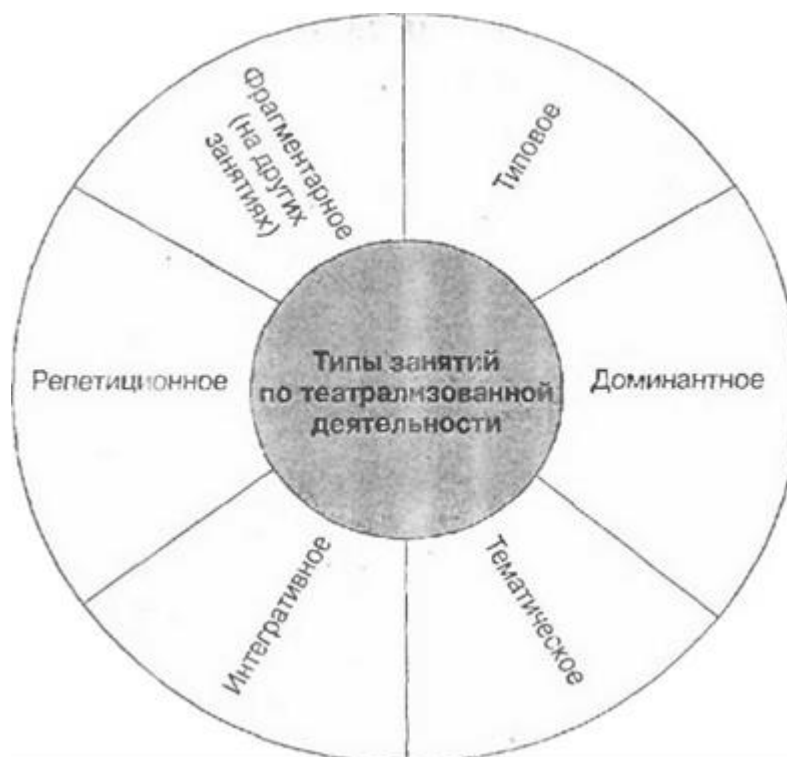 Фрагментарное
(на других
занятиях)
Типовое
Репетиционное
Типы занятий
по театрализованной
деятельности
Доминантное
Интегративное
Тематическое